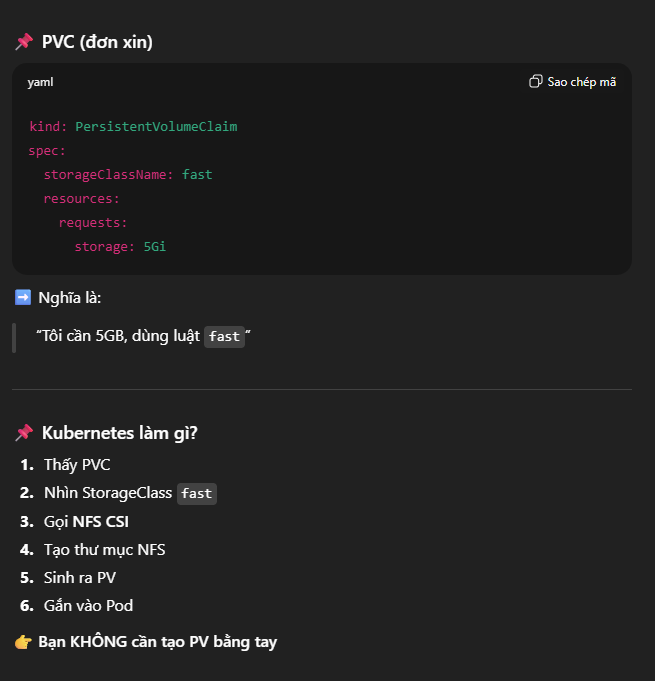 📌 PVC (đơn xin)
yaml
Sao chép mã
kind: PersistentVolumeClaim
spec:
  storageClassName: fast
  resources:
    requests:
      storage: 5Gi
➡️ Nghĩa là:
“Tôi cần 5GB, dùng luật fast“
📌 Kubernetes làm gì?
1. Thấy PVC
2. Nhìn StorageClass fast
3. Gọi NFS CSI
4. Tạo thư mục NFS
5. Sinh ra PV
6. Gắn vào Pod
👉 Bạn KHÔNG cần tạo PV bằng tay